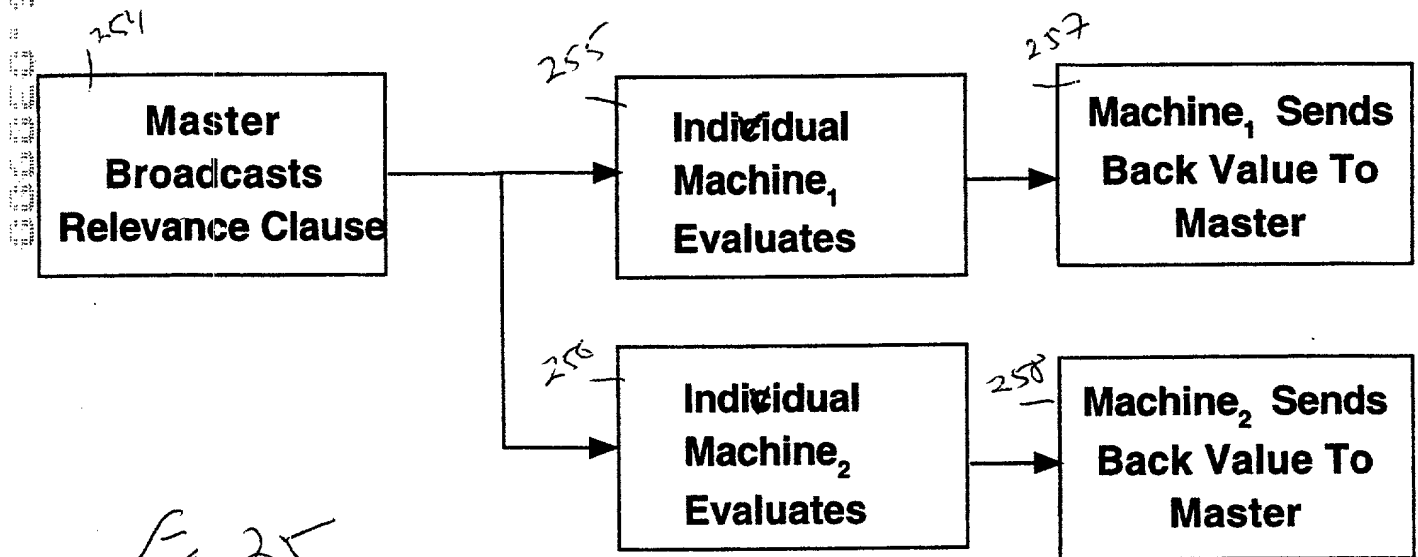 254
Master
Broadcasts
Relevance Clause
255
Individual
Machine₁
Evaluates
257
Machine₁ Sends
Back Value To
Master
256
Individual
Machine₂
Evaluates
258
Machine₂ Sends
Back Value To
Master